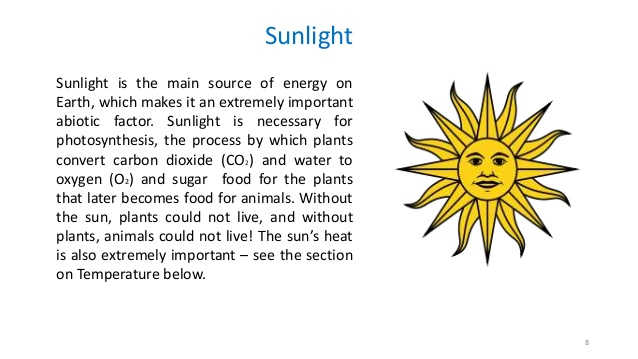 Sunlight
Sunlight is the main source of energy on
Earth, which makes it an extremely important
abiotic factor. Sunlight is necessary for
photosynthesis, the process by which plants
convert carbon dioxide (CO₂) and water to
oxygen (O₂) and sugar food for the plants
that later becomes food for animals. Without
the sun, plants could not live, and without
plants, animals could not live! The sun’s heat
is also extremely important – see the section
on Temperature below.
8